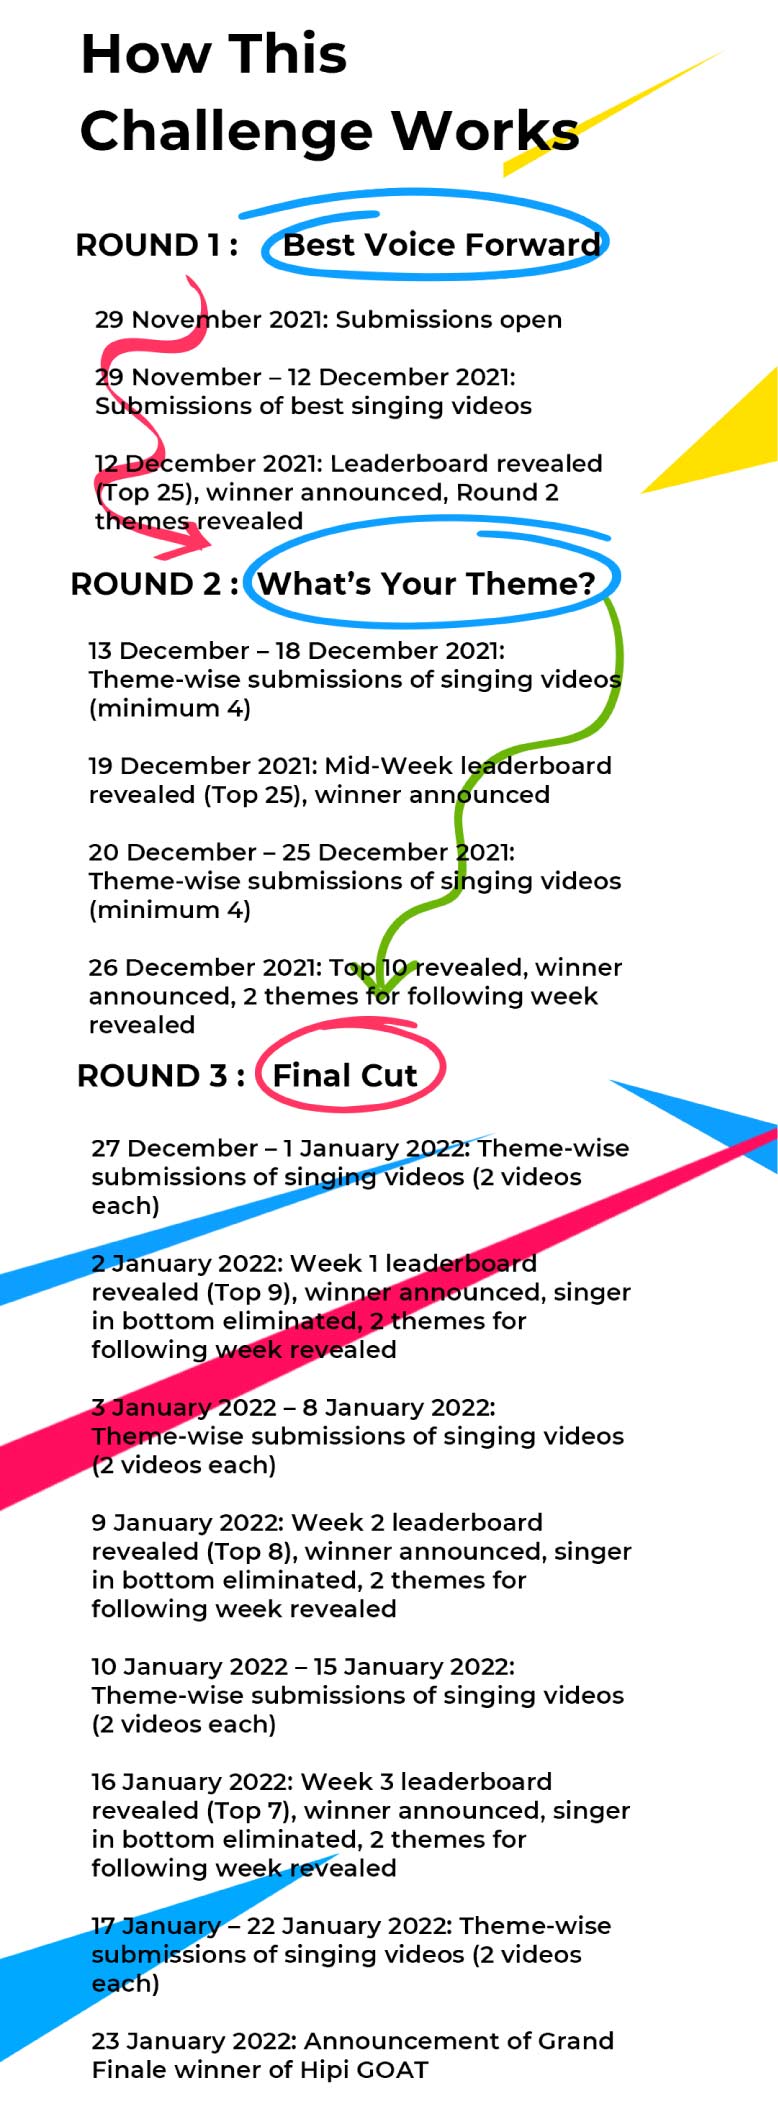 How This
Challenge Works
ROUND 1 : Best Voice Forward
29 November 2021: Submissions open
29 November – 12 December 2021:
Submissions of best singing videos
12 December 2021: Leaderboard revealed
(Top 25), winner announced, Round 2
themes revealed
ROUND 2 : What's Your Theme?
13 December – 18 December 2021:
Theme-wise submissions of singing videos
(minimum 4)
19 December 2021: Mid-Week leaderboard
revealed (Top 25), winner announced
20 December – 25 December 2021:
Theme-wise submissions of singing videos
(minimum 4)
26 December 2021: Top 10 revealed, winner
announced, 2 themes for following week
revealed
ROUND 3 : Final Cut
27 December – 1 January 2022: Theme-wise
submissions of singing videos (2 videos
each)
2 January 2022: Week 1 leaderboard
revealed (Top 9), winner announced, singer
in bottom eliminated, 2 themes for
following week revealed
3 January 2022 – 8 January 2022:
Theme-wise submissions of singing videos
(2 videos each)
9 January 2022: Week 2 leaderboard
revealed (Top 8), winner announced, singer
in bottom eliminated, 2 themes for
following week revealed
10 January 2022 – 15 January 2022:
Theme-wise submissions of singing videos
(2 videos each)
16 January 2022: Week 3 leaderboard
revealed (Top 7), winner announced, singer
in bottom eliminated, 2 themes for
following week revealed
17 January – 22 January 2022: Theme-wise
submissions of singing videos (2 videos
each)
23 January 2022: Announcement of Grand
Finale winner of Hipi GOAT